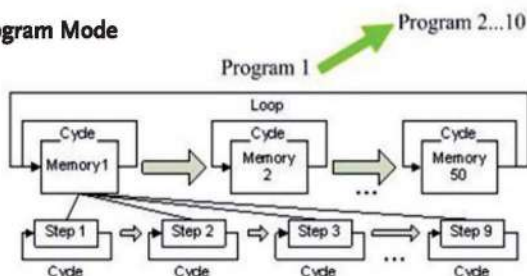 ogram Mode
Program 2...10
Program 1
Loop
Cycle Cycle Cycle
Memory1 Memory 2 ... Memory 50
Step 1 Step 2 Step 3 ... Step 9
Cycle Cycle Cycle Cycle